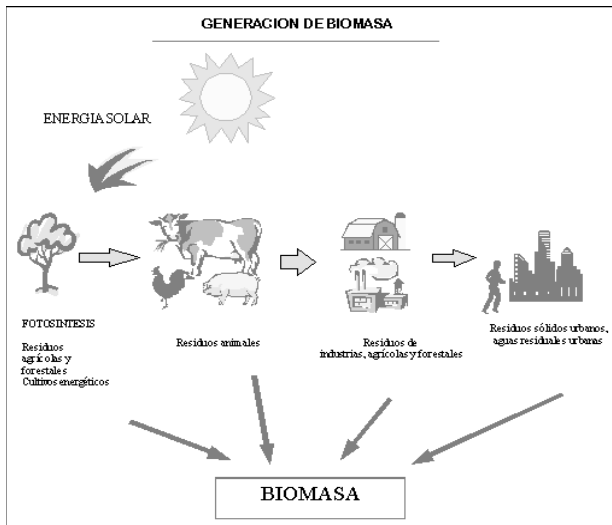 GENERACION DE BIOMASA
ENERGIA SOLAR
FOTOSINTESIS
Residuos
agrícolas y
forestales
Cultivos energéticos
Residuos animales
Residuos de
industrias, agrícolas y forestales
Residuos sólidos urbanos,
aguas residuales urbanas
BIOMASA